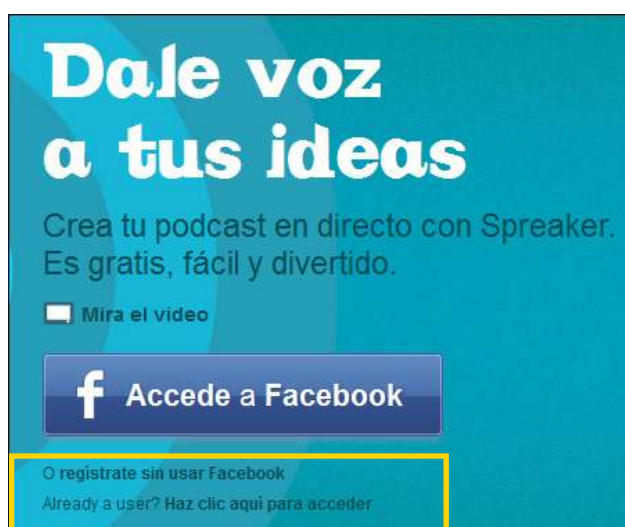 Dale voz
a tus ideas
Crea tu podcast en directo con Spreaker.
Es gratis, fácil y divertido.
Mira el video
f Accede a Facebook
O registrate sin usar Facebook
Already a user? Haz clic aquí para acceder